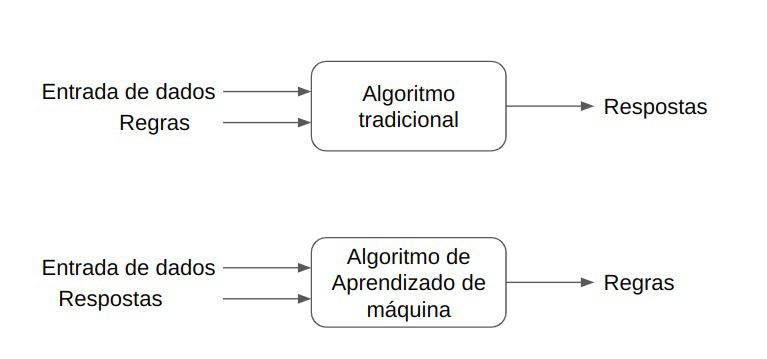 Entrada de dados
Regras
Algoritmo
tradicional
Respostas
Entrada de dados
Respostas
Algoritmo de
Aprendizado de
máquina
Regras